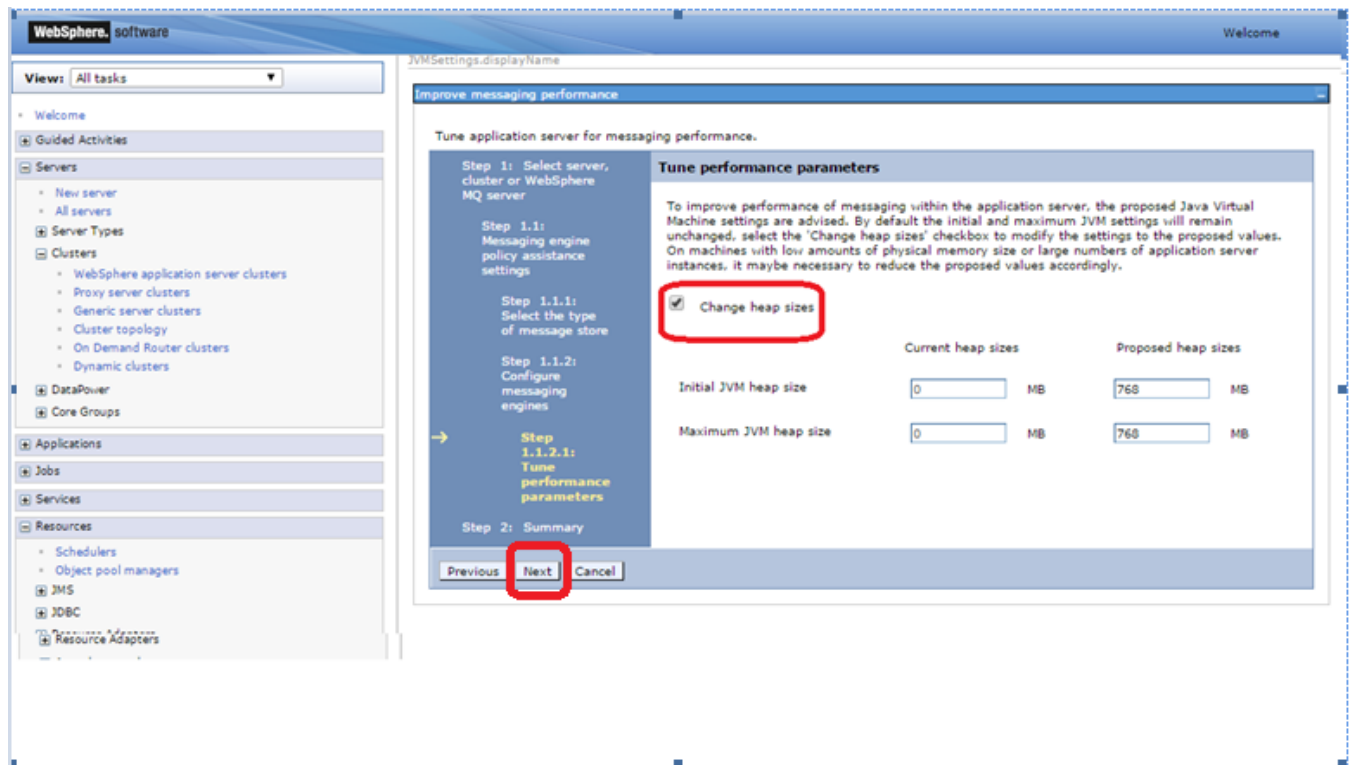 WebSphere. software
Welcome
View: All tasks
Welcome
Guided Activities
Servers
New server
All servers
Server Types
Clusters
WebSphere application server clusters
Proxy server clusters
Generic server clusters
Cluster topology
On Demand Router clusters
Dynamic clusters
DataPower
Core Groups
Applications
Jobs
Services
Resources
Schedulers
Object pool managers
JMS
JDBC
Resource Adapters
JVMSettings.displayName
Improve messaging performance
Tune application server for messaging performance.
Step 1: Select server,
cluster or WebSphere
MQ server
Step 1.1:
Messaging engine
policy assistance
settings
Step 1.1.1:
Select the type
of message store
Step 1.1.2:
Configure
messaging
engines
Step
1.1.2.1:
Tune
performance
parameters
Step 2: Summary
Tune performance parameters
To improve performance of messaging within the application server, the proposed Java Virtual
Machine settings are advised. By default the initial and maximum JVM settings will remain
unchanged, select the 'Change heap sizes' checkbox to modify the settings to the proposed values.
On machines with low amounts of physical memory size or large numbers of application server
instances, it maybe necessary to reduce the proposed values accordingly.
Change heap sizes
Current heap sizes Proposed heap sizes
Initial JVM heap size 0 MB 768 MB
Maximum JVM heap size 0 MB 768 MB
Previous Next Cancel